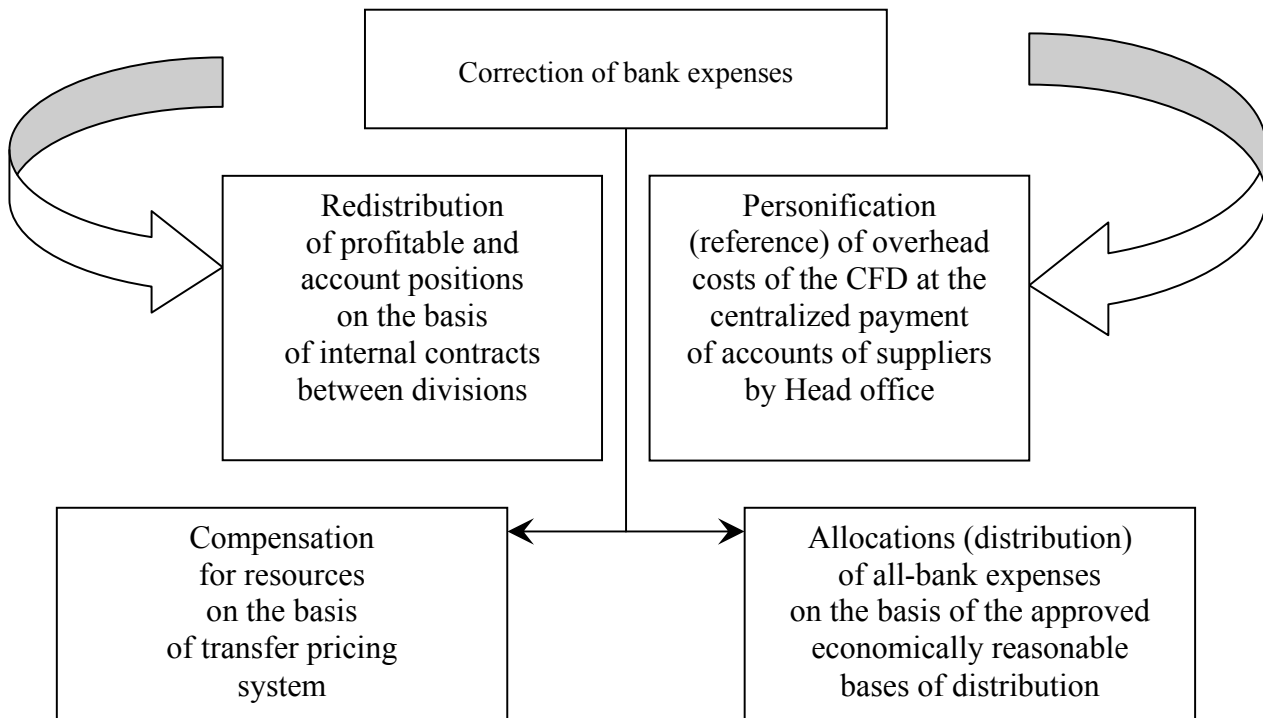 Correction of bank expenses
Redistribution
of profitable and
account positions
on the basis
of internal contracts
between divisions
Personification
(reference) of overhead
costs of the CFD at the
centralized payment
of accounts of suppliers
by Head office
Compensation
for resources
on the basis
of transfer pricing
system
Allocations (distribution)
of all-bank expenses
on the basis of the approved
economically reasonable
bases of distribution